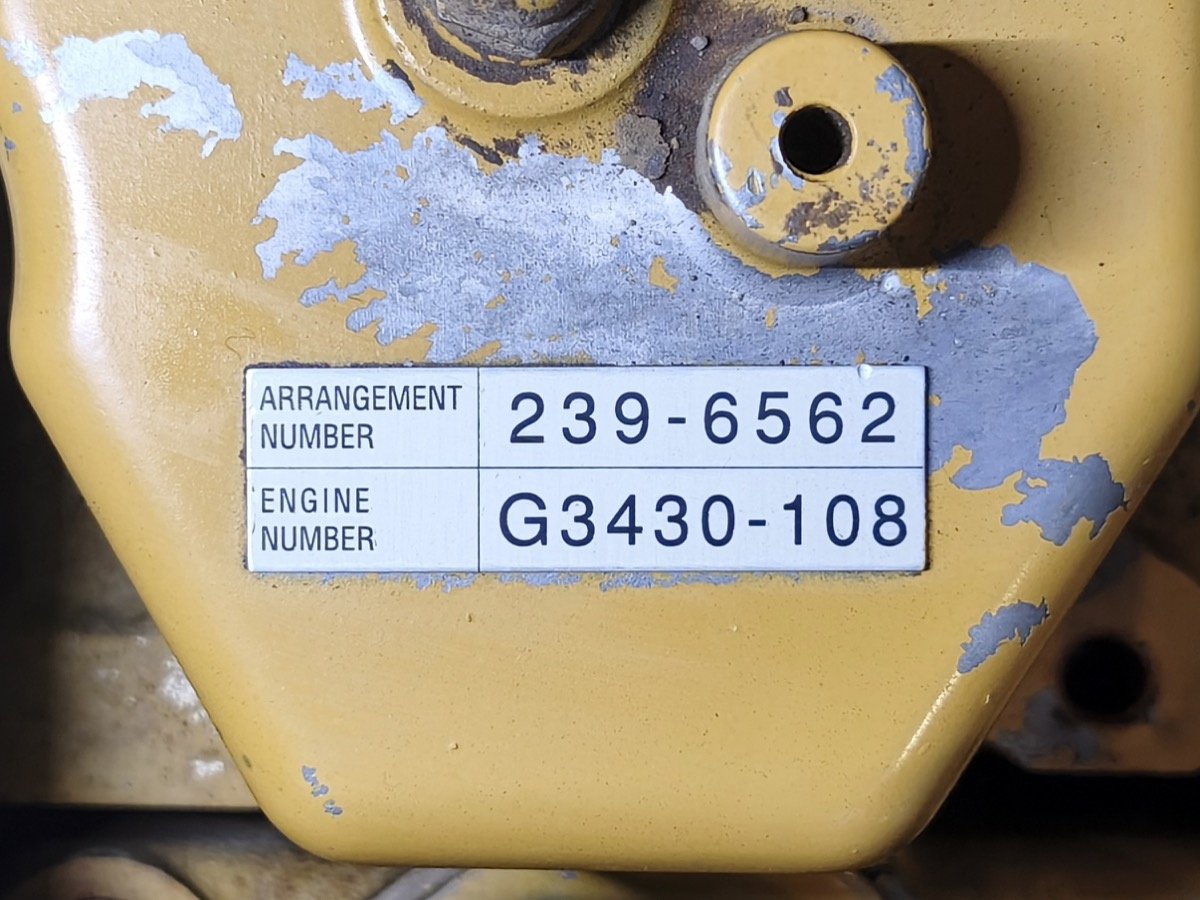 ARRANGEMENT
NUMBER
239-6562
ENGINE
NUMBER
G3430-108